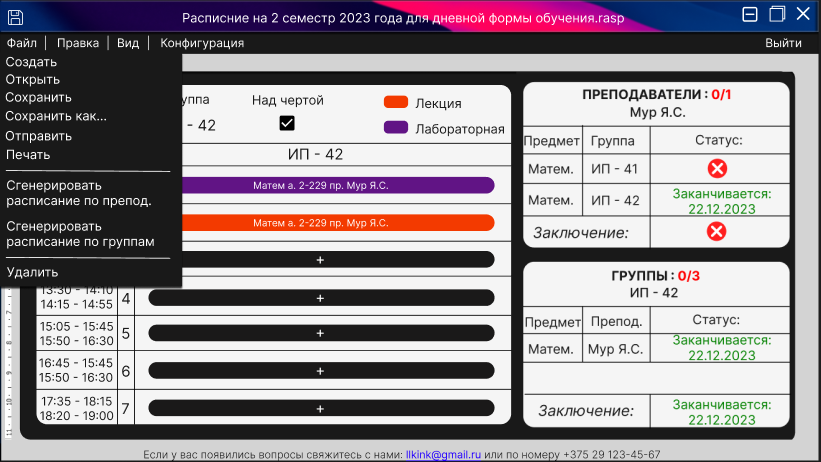 Расписние на 2 семестр 2023 года для дневной формы обучения.rasp
Файл | Правка | Вид | Конфигурация
Выйти
Создать
Открыть
Сохранить
Сохранить как...
Отправить
Печать
Сгенерировать
расписание по препод.
Сгенерировать
расписание по группам
Удалить
уппа
- 42
Над чертой
Лекция
Лабораторная
ИП - 42
Матем а. 2-229 пр. Мур Я.С.
Матем а. 2-229 пр. Мур Я.С.
+
13:30 - 14:10
14:15 - 14:55
4
+
15:05 - 15:45
15:50 - 16:30
5
+
16:45 - 15:45
15:50 - 16:30
6
+
17:35 - 18:15
18:20 - 19:00
7
+
ПРЕПОДАВАТЕЛИ : 0/1
Мур Я.С.
Предмет Группа Статус:
Матем. ИП - 41
Матем. ИП - 42 Заканчивается:
22.12.2023
Заключение:
ГРУППЫ : 0/3
ИП - 42
Предмет Препод. Статус:
Матем. Мур Я.С. Заканчивается:
22.12.2023
Заключение: Заканчивается:
22.12.2023
Если у вас появились вопросы свяжитесь с нами: llkink@gmail.ru или по номеру +375 29 123-45-67